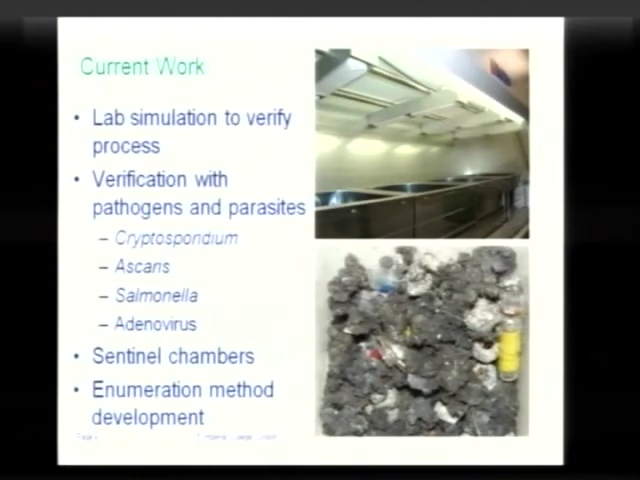 Current Work
• Lab simulation to verify
process
• Verification with
pathogens and parasites
– Cryptosporidium
– Ascaris
– Salmonella
– Adenovirus
• Sentinel chambers
• Enumeration method
development